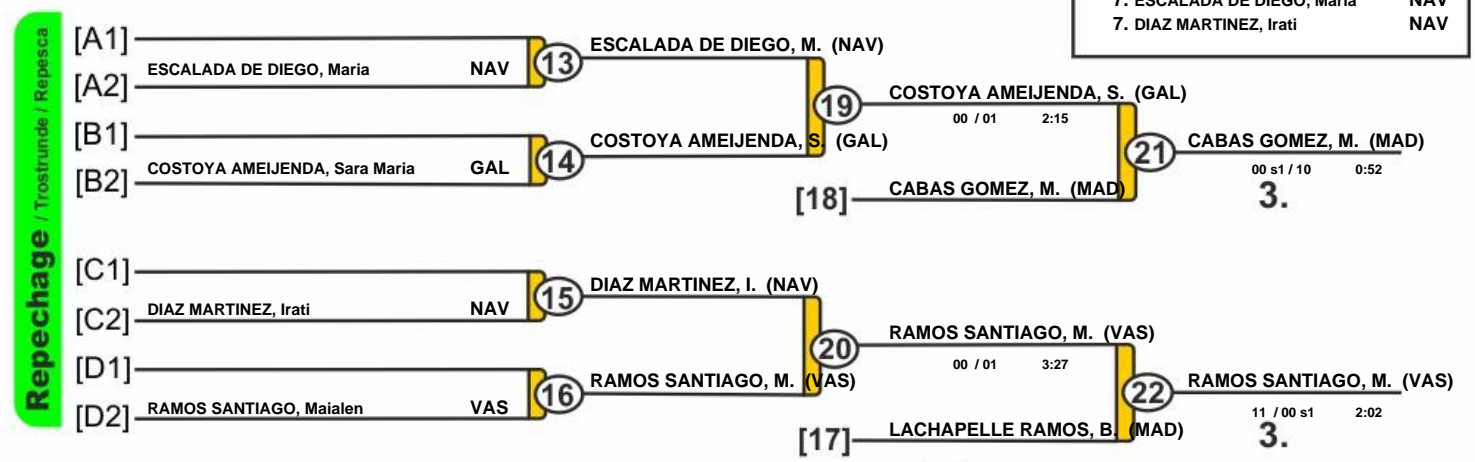 7. ESCALADA DE DIEGO, Maria NAV
7. DIAZ MARTINEZ, Irati NAV
Repechage / Trostrunde / Repesca
[A1]
ESCALADA DE DIEGO, Maria NAV
[A2]
13
ESCALADA DE DIEGO, M. (NAV)
[B1]
COSTOYA AMEIJENDA, Sara Maria GAL
[B2]
14
COSTOYA AMEIJENDA, S. (GAL)
19
COSTOYA AMEIJENDA, S. (GAL)
00 / 01 2:15
[18]
CABAS GOMEZ, M. (MAD)
21
CABAS GOMEZ, M. (MAD)
00 s1 / 10 0:52
3.
[C1]
DIAZ MARTINEZ, Irati NAV
[C2]
15
DIAZ MARTINEZ, I. (NAV)
[D1]
RAMOS SANTIAGO, Maialen VAS
[D2]
16
RAMOS SANTIAGO, M. (VAS)
20
RAMOS SANTIAGO, M. (VAS)
00 / 01 3:27
[17]
LACHAPELLE RAMOS, B. (MAD)
22
RAMOS SANTIAGO, M. (VAS)
11 / 00 s1 2:02
3.